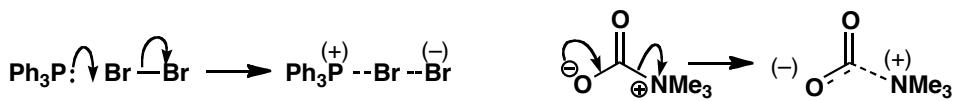 Ph₃P: Br—Br → Ph₃P(+)--Br--Br(−)
O
⊖O ⊕NMe₃ → (−) O O (+) NMe₃